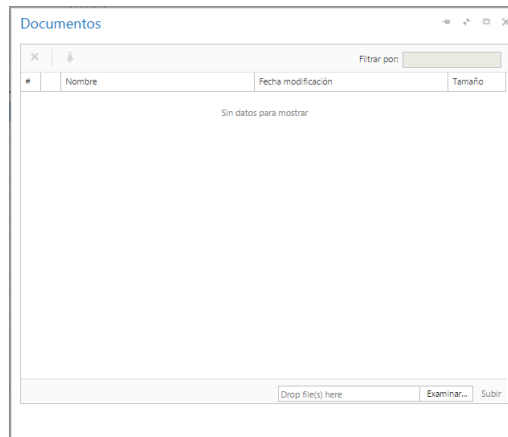 Documentos
Filtrar por:
# Nombre Fecha modificación Tamaño
Sin datos para mostrar
Drop file(s) here Examinar... Subir